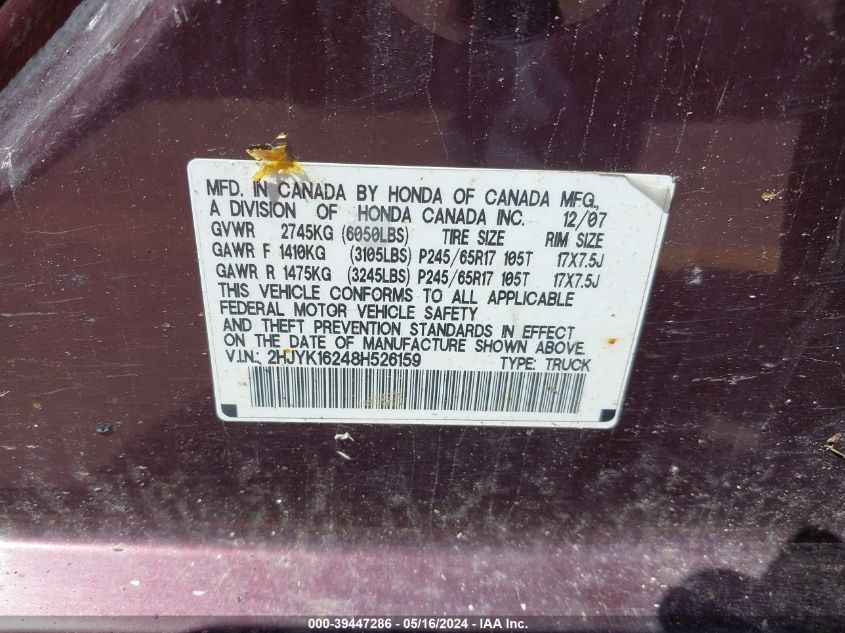 MFD. IN CANADA BY HONDA OF CANADA MFG.,
A DIVISION OF HONDA CANADA INC. 12/07
GVWR 2745KG (6050LBS) TIRE SIZE RIM SIZE
GAWR F 1410KG (3105LBS) P245/65R17 105T 17X7.5J
GAWR R 1475KG (3245LBS) P245/65R17 105T 17X7.5J
THIS VEHICLE CONFORMS TO ALL APPLICABLE
FEDERAL MOTOR VEHICLE SAFETY
AND THEFT PREVENTION STANDARDS IN EFFECT
ON THE DATE OF MANUFACTURE SHOWN ABOVE.
V.I.N.: 2HJYK16248H526159 TYPE: TRUCK
000-39447286 - 05/16/2024 - IAA Inc.